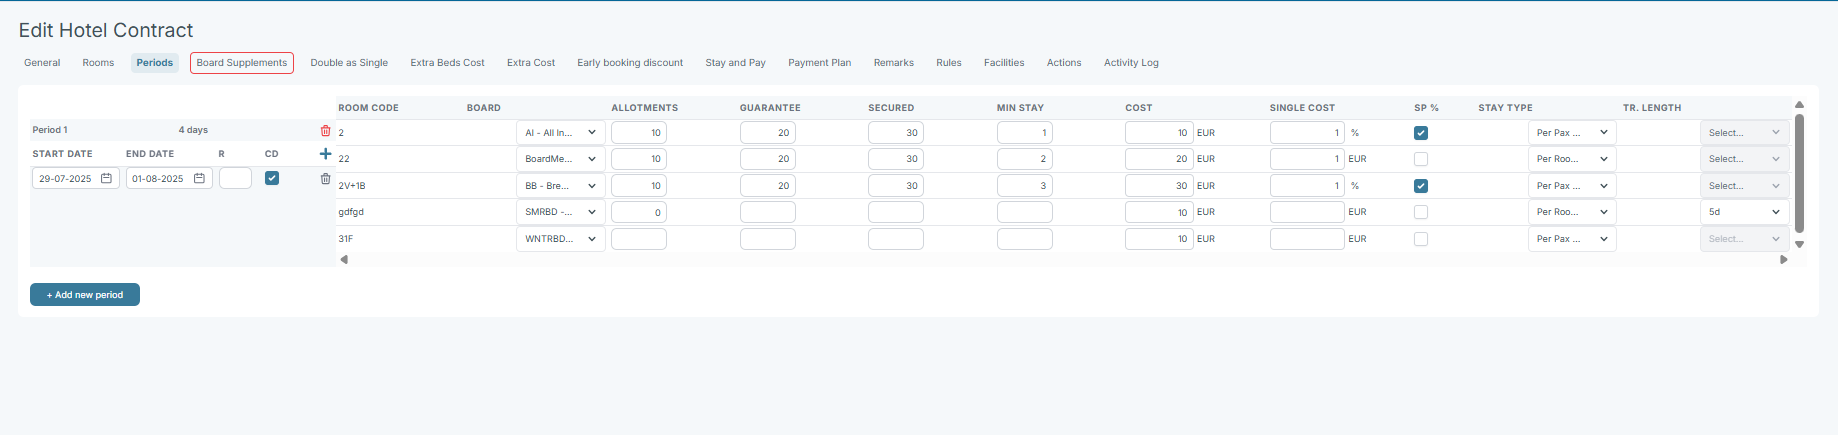 Edit Hotel Contract
General Rooms Periods Board Supplements Double as Single Extra Beds Cost Extra Cost Early booking discount Stay and Pay Payment Plan Remarks Rules Facilities Actions Activity Log
ROOM CODE BOARD ALLOTMENTS GUARANTEE SECURED MIN STAY COST SINGLE COST SP % STAY TYPE TR. LENGTH
Period 1 4 days
START DATE END DATE R CD
29-07-2025 01-08-2025
2 AI - All In... 10 20 30 1 10 EUR 1 % Per Pax ... Select...
22 BoardMe... 10 20 30 2 20 EUR 1 EUR Per Roo... Select...
2V+1B BB - Bre... 10 20 30 3 30 EUR 1 % Per Pax ... Select...
gdfgd SMRBD -... 0 10 EUR EUR Per Roo... 5d
31F WNTRBD... 10 EUR EUR Per Pax ... Select...
+ Add new period